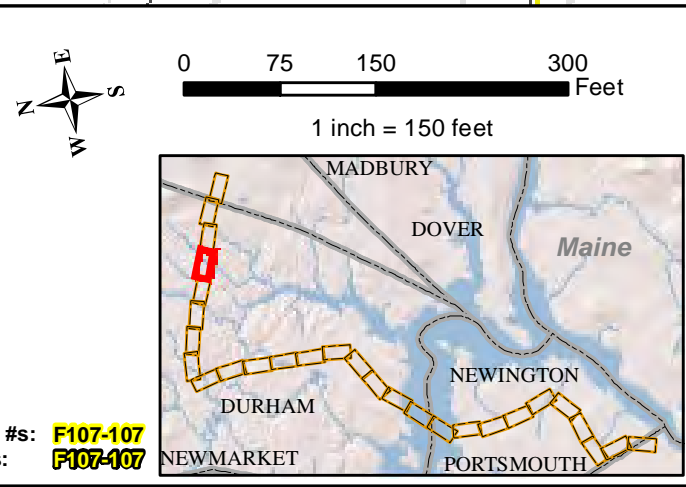 E
N S
W
0 75 150 300
Feet
1 inch = 150 feet
MADBURY
DOVER
Maine
NEWINGTON
DURHAM
NEWMARKET
PORTSMOUTH
#s: F107-107
s: F107-107